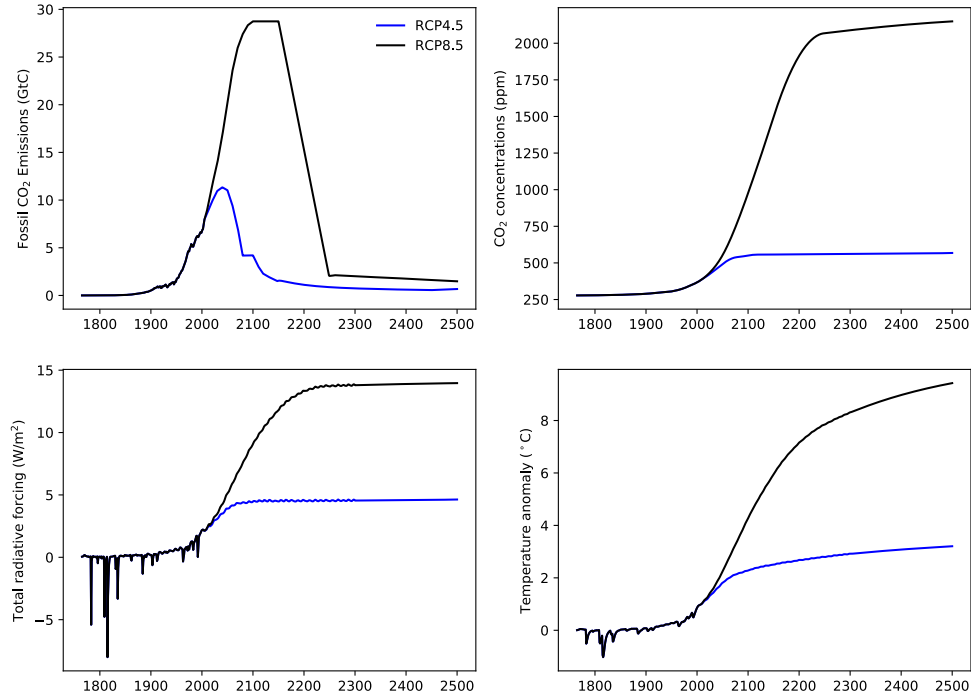 RCP4.5
RCP8.5
Fossil CO₂ Emissions (GtC)
30
25
20
15
10
5
0
1800 1900 2000 2100 2200 2300 2400 2500
CO₂ concentrations (ppm)
2000
1750
1500
1250
1000
750
500
250
1800 1900 2000 2100 2200 2300 2400 2500
Total radiative forcing (W/m²)
15
10
5
0
−5
1800 1900 2000 2100 2200 2300 2400 2500
Temperature anomaly (°C)
8
6
4
2
0
1800 1900 2000 2100 2200 2300 2400 2500